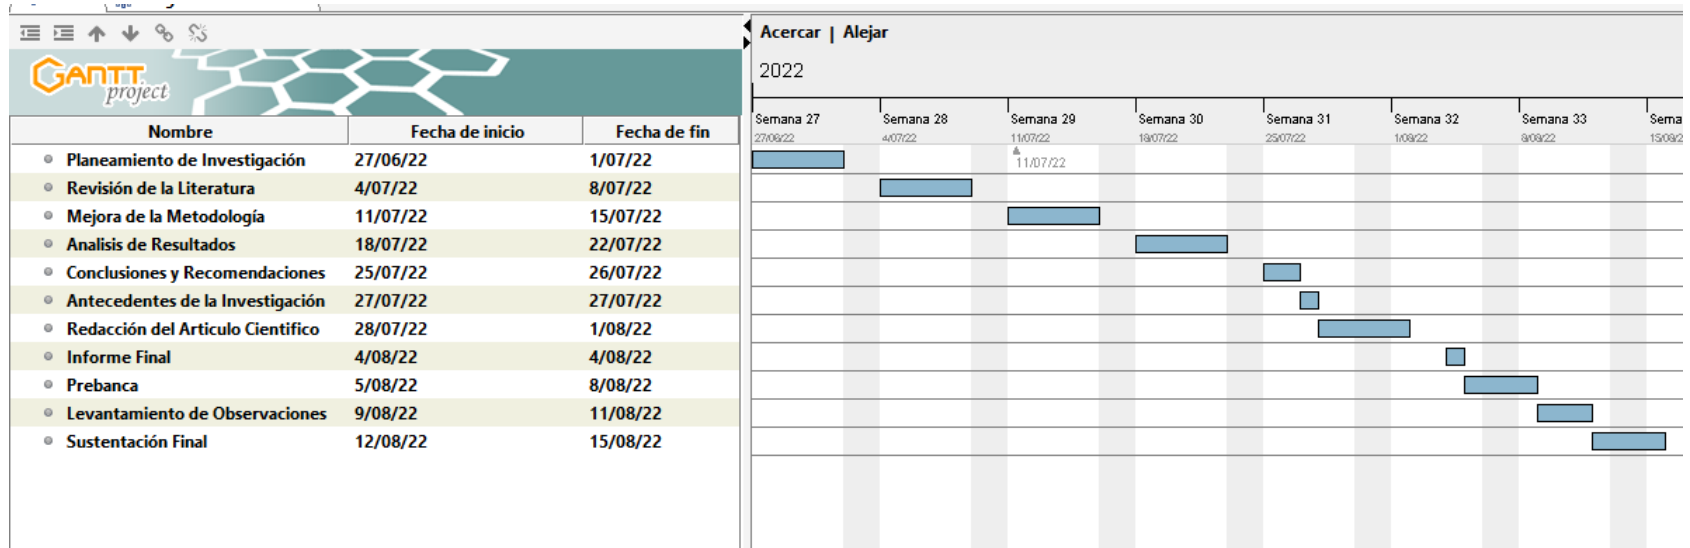 Acercar | Alejar
GANTT
project
2022
Nombre Fecha de inicio Fecha de fin
Semana 27 Semana 28 Semana 29 Semana 30 Semana 31 Semana 32 Semana 33 Sema
27/06/22 4/07/22 11/07/22 18/07/22 25/07/22 1/08/22 8/08/22 15/08/2
Planeamiento de Investigación 27/06/22 1/07/22
11/07/22
Revisión de la Literatura 4/07/22 8/07/22
Mejora de la Metodología 11/07/22 15/07/22
Analisis de Resultados 18/07/22 22/07/22
Conclusiones y Recomendaciones 25/07/22 26/07/22
Antecedentes de la Investigación 27/07/22 27/07/22
Redacción del Articulo Cientifico 28/07/22 1/08/22
Informe Final 4/08/22 4/08/22
Prebanca 5/08/22 8/08/22
Levantamiento de Observaciones 9/08/22 11/08/22
Sustentación Final 12/08/22 15/08/22